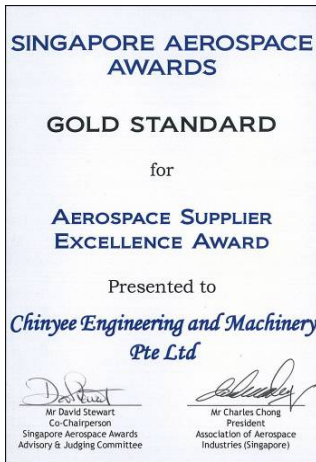 SINGAPORE AEROSPACE
AWARDS
GOLD STANDARD
for
AEROSPACE SUPPLIER
EXCELLENCE AWARD
Presented to
Chinyee Engineering and Machinery
Pte Ltd
Mr David Stewart
Co-Chairperson
Singapore Aerospace Awards
Advisory & Judging Committee
Mr Charles Chong
President
Association of Aerospace
Industries (Singapore)